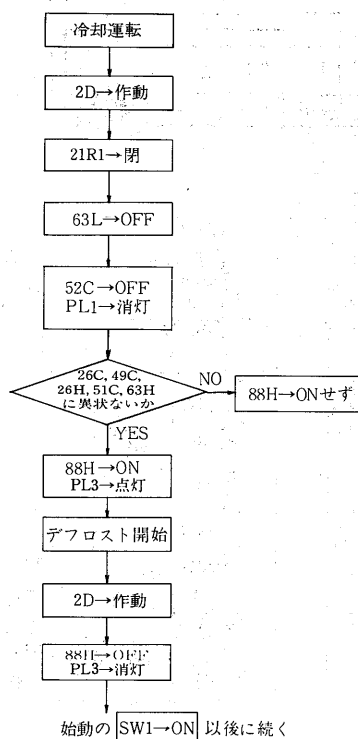 冷却運転
2D→作動
21R1→閉
63L→OFF
52C→OFF
PL1→消灯
26C, 49C,
26H, 51C, 63H
に異状ないか
NO
88H→ONせず
YES
88H→ON
PL3→点灯
デフロスト開始
2D→作動
88H→OFF
PL3→消灯
始動の SW1→ON 以後に続く